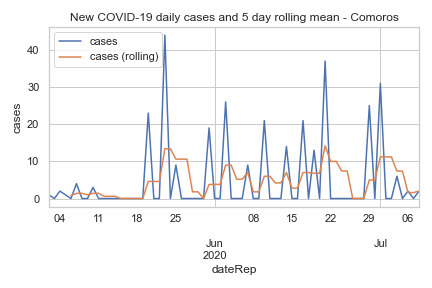 New COVID-19 daily cases and 5 day rolling mean - Comoros
cases
cases (rolling)
cases
40
30
20
10
0
04 11 18 25 08 15 22 29 06
Jun Jul
2020
dateRep